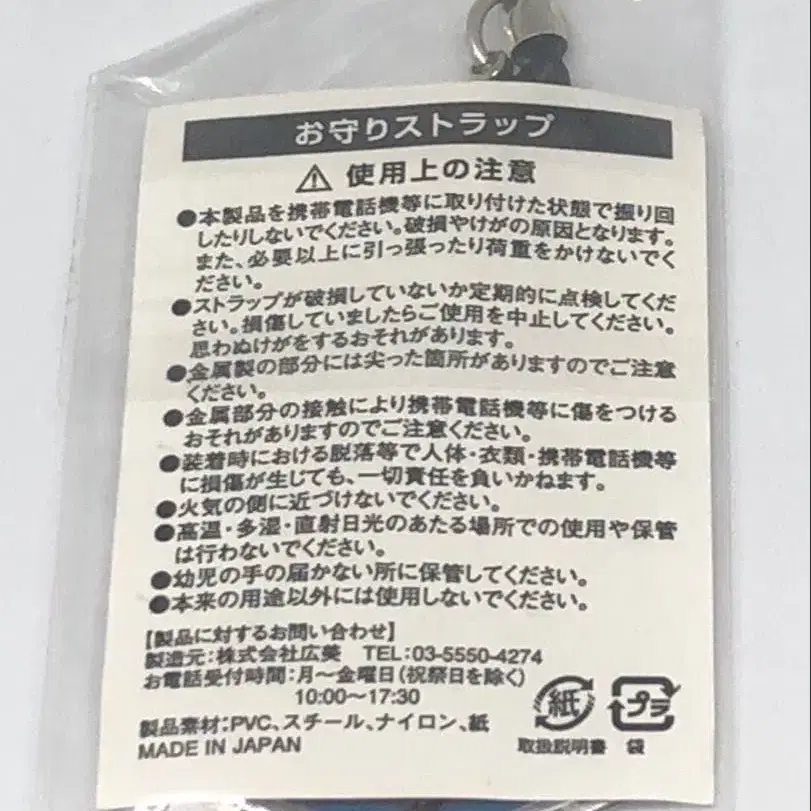 お守りストラップ
⚠ 使用上の注意
●本製品を携帯電話機等に取り付けた状態で振り回
したりしないでください。破損やけがの原因となります。
また、必要以上に引っ張ったり荷重をかけないでく
ださい。
●ストラップが破損していないか定期的に点検してくだ
さい。損傷していましたらご使用を中止してください。
思わぬけがをするおそれがあります。
●金属製の部分には尖った箇所がありますのでご注意
ください。
●金属部分の接触により携帯電話機等に傷をつける
おそれがありますのでご注意ください。
●装着時における脱落等で人体・衣類・携帯電話機等
に損傷が生じても、一切責任を負いかねます。
●火気の側に近づけないでください。
●高温・多湿・直射日光のあたる場所での使用や保管
は行わないでください。
●幼児の手の届かない所に保管してください。
●本来の用途以外には使用しないでください。
【製品に対するお問い合わせ】
製造元:株式会社広美 TEL:03-5550-4274
お電話受付時間:月〜金曜日(祝祭日を除く)
10:00〜17:30
製品素材:PVC、スチール、ナイロン、紙
MADE IN JAPAN
紙 プラ
取扱説明書 袋